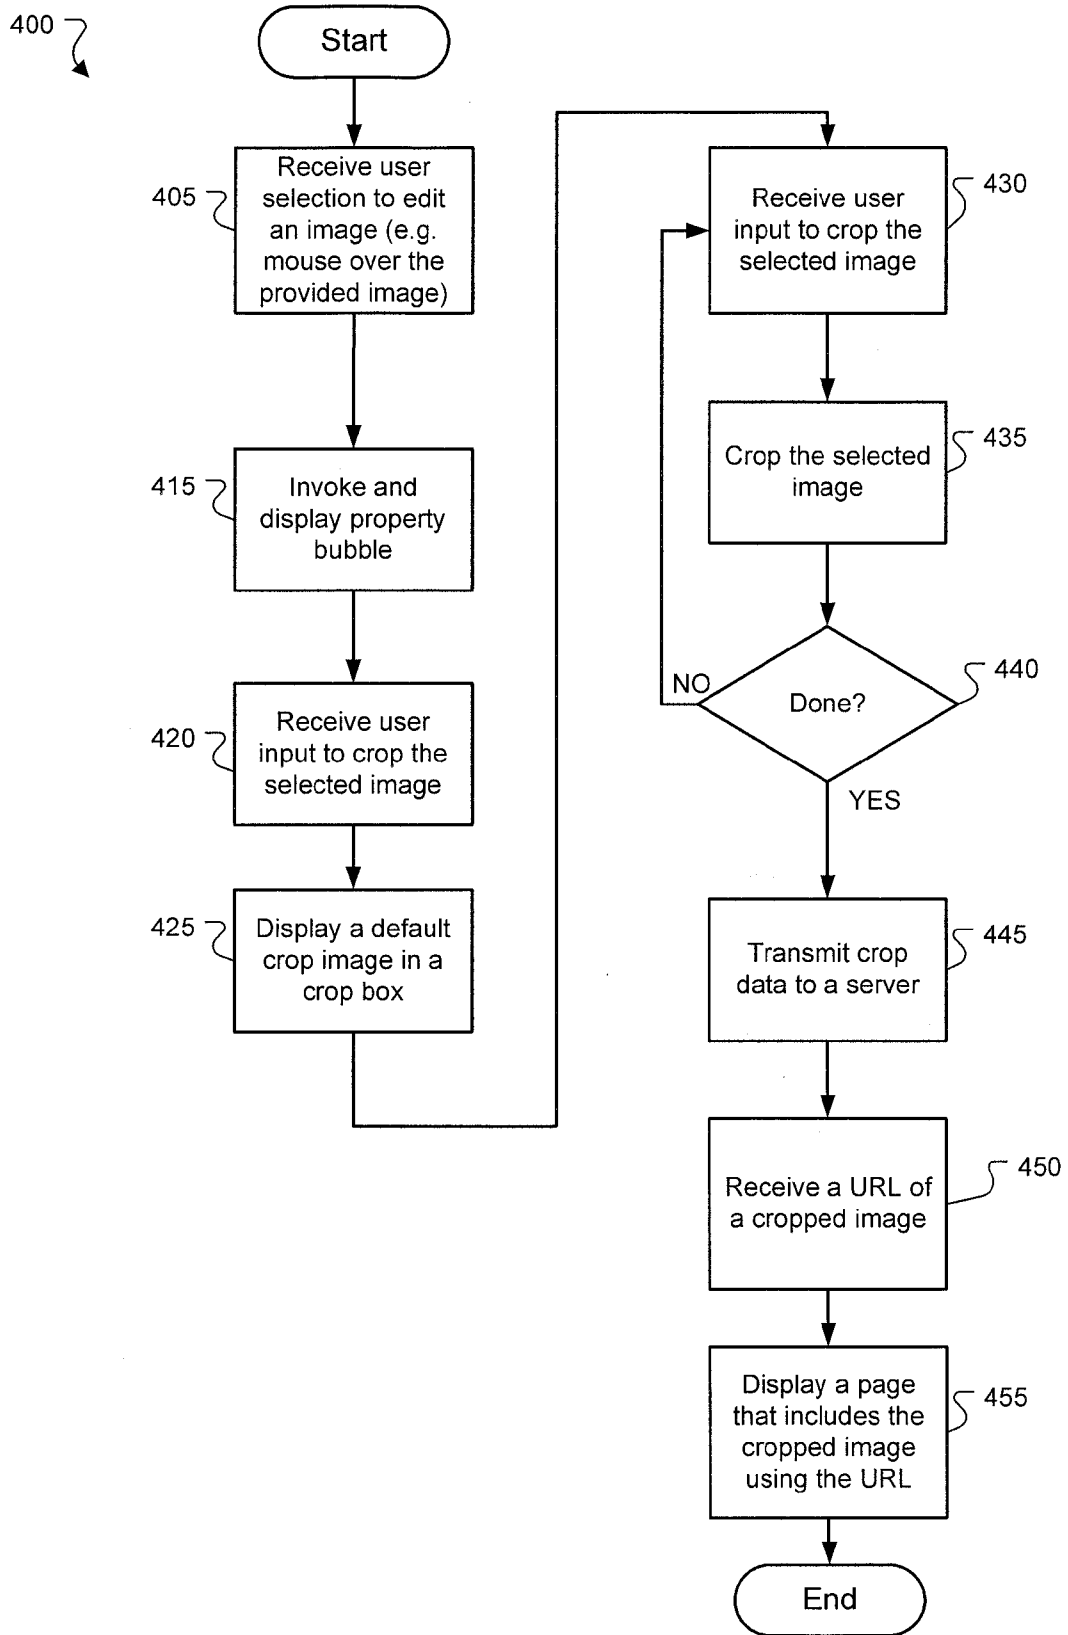 400
Start
405
Receive user
selection to edit
an image (e.g.
mouse over the
provided image)
415
Invoke and
display property
bubble
420
Receive user
input to crop the
selected image
425
Display a default
crop image in a
crop box
430
Receive user
input to crop the
selected image
435
Crop the selected
image
440
Done?
NO
YES
445
Transmit crop
data to a server
450
Receive a URL of
a cropped image
455
Display a page
that includes the
cropped image
using the URL
End